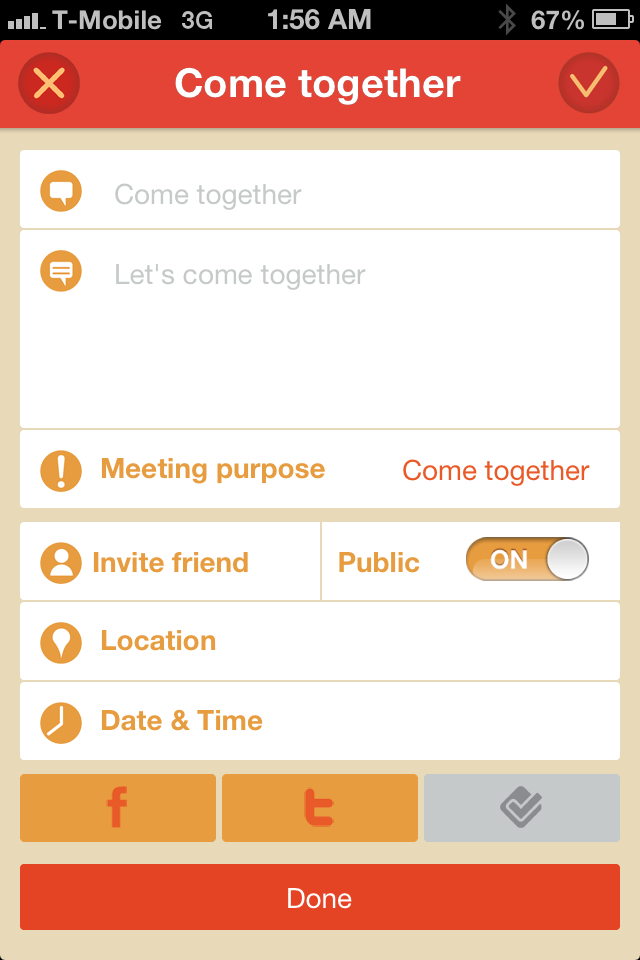 T-Mobile 3G 1:56 AM 67%
Come together
Come together
Let's come together
Meeting purpose Come together
Invite friend Public ON
Location
Date & Time
Done